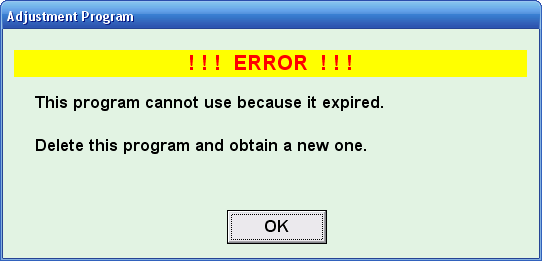 Adjustment Program
! ! ! ERROR ! ! !
This program cannot use because it expired.
Delete this program and obtain a new one.
OK